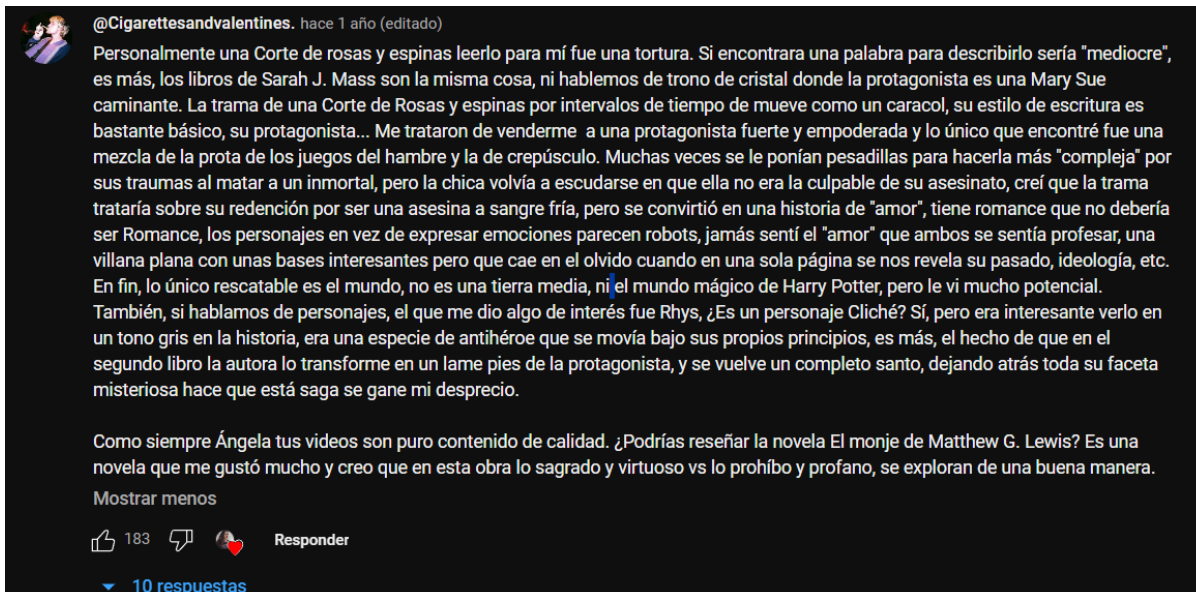 @Cigarettesandvalentines. hace 1 año (editado)
Personalmente una Corte de rosas y espinas leerlo para mí fue una tortura. Si encontrara una palabra para describirlo sería "mediocre",
es más, los libros de Sarah J. Mass son la misma cosa, ni hablemos de trono de cristal donde la protagonista es una Mary Sue
caminante. La trama de una Corte de Rosas y espinas por intervalos de tiempo de mueve como un caracol, su estilo de escritura es
bastante básico, su protagonista... Me trataron de venderme a una protagonista fuerte y empoderada y lo único que encontré fue una
mezcla de la prota de los juegos del hambre y la de crepúsculo. Muchas veces se le ponían pesadillas para hacerla más "compleja" por
sus traumas al matar a un inmortal, pero la chica volvía a escudarse en que ella no era la culpable de su asesinato, creí que la trama
trataría sobre su redención por ser una asesina a sangre fría, pero se convirtió en una historia de "amor", tiene romance que no debería
ser Romance, los personajes en vez de expresar emociones parecen robots, jamás sentí el "amor" que ambos se sentía profesar, una
villana plana con unas bases interesantes pero que cae en el olvido cuando en una sola página se nos revela su pasado, ideología, etc.
En fin, lo único rescatable es el mundo, no es una tierra media, ni el mundo mágico de Harry Potter, pero le vi mucho potencial.
También, si hablamos de personajes, el que me dio algo de interés fue Rhys, ¿Es un personaje Cliché? Sí, pero era interesante verlo en
un tono gris en la historia, era una especie de antihéroe que se movía bajo sus propios principios, es más, el hecho de que en el
segundo libro la autora lo transforme en un lame pies de la protagonista, y se vuelve un completo santo, dejando atrás toda su faceta
misteriosa hace que está saga se gane mi desprecio.
Como siempre Ángela tus videos son puro contenido de calidad. ¿Podrías reseñar la novela El monje de Matthew G. Lewis? Es una
novela que me gustó mucho y creo que en esta obra lo sagrado y virtuoso vs lo prohíbo y profano, se exploran de una buena manera.
Mostrar menos
183 Responder
10 respuestas